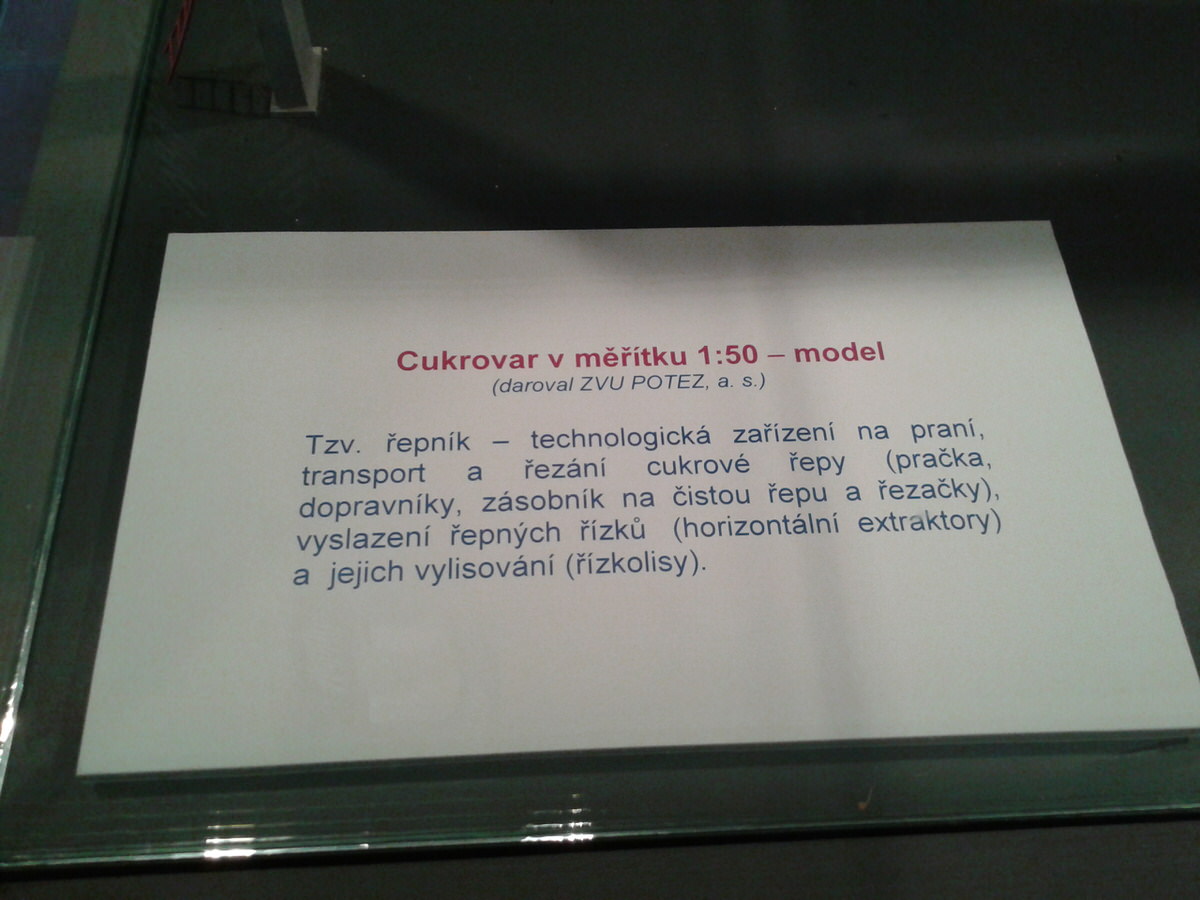 Cukrovar v měřítku 1:50 – model
(daroval ZVU POTEZ, a. s.)
Tzv. řepník – technologická zařízení na praní,
transport a řezání cukrové řepy (pračka,
dopravníky, zásobník na čistou řepu a řezačky),
vyslazení řepných řízků (horizontální extraktory)
a jejich vylisování (řízkolisy).